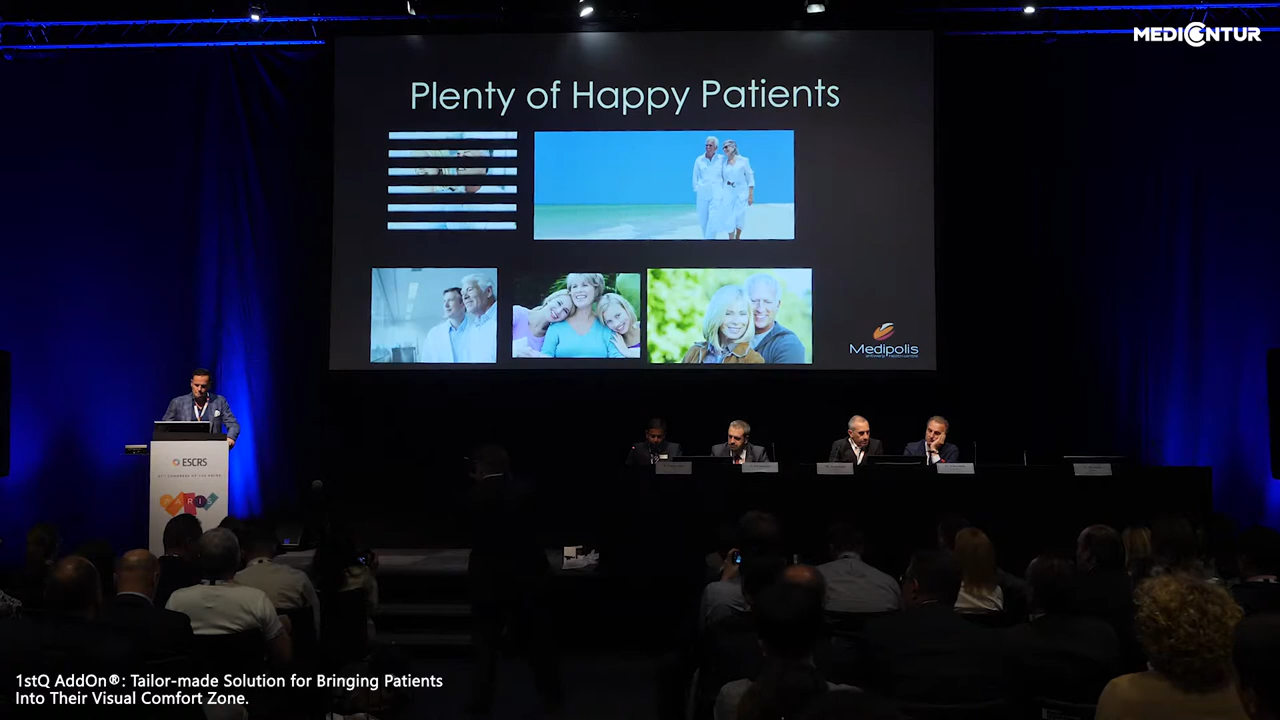 MEDICONTUR
Plenty of Happy Patients
Medipolis
ESCRS
PARIS
1stQ AddOn®: Tailor-made Solution for Bringing Patients
Into Their Visual Comfort Zone.